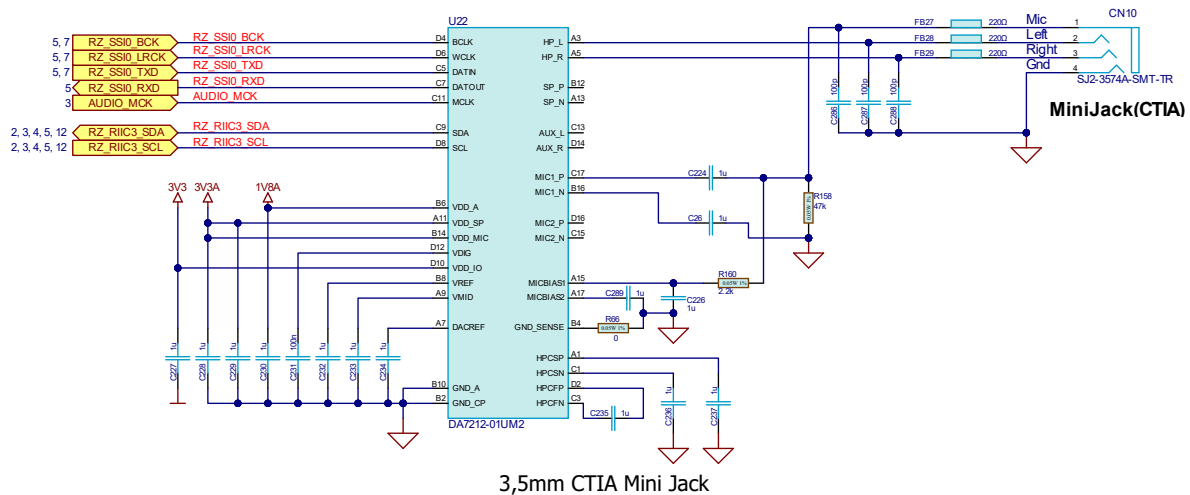 U22
CN10
5, 7 RZ_SSI0_BCK RZ_SSI0_BCK D4 BCLK HP_L A3 FB27 220Ω Mic 1
5, 7 RZ_SSI0_LRCK RZ_SSI0_LRCK D6 WCLK HP_R A5 FB28 220Ω Left 2
5, 7 RZ_SSI0_TXD RZ_SSI0_TXD C5 DATIN FB29 220Ω Right 3
5 RZ_SSI0_RXD RZ_SSI0_RXD C7 DATOUT SP_P B12 Gnd 4
3 AUDIO_MCK AUDIO_MCK C11 MCLK SP_N A13 SJ2-3574A-SMT-TR
100p 100p 100p
C286 C287 C288
MiniJack(CTIA)
2, 3, 4, 5, 12 RZ_RIIC3_SDA RZ_RIIC3_SDA C9 SDA AUX_L C13
2, 3, 4, 5, 12 RZ_RIIC3_SCL RZ_RIIC3_SCL D8 SCL AUX_R D14
MIC1_P C17 C224 1u
3V3 3V3A 1V8A MIC1_N B16 R158
47k
0.05W 1%
B6 VDD_A
A11 VDD_SP MIC2_P D16 C26 1u
B14 VDD_MIC MIC2_N C15
D12 VDIG
D10 VDD_IO
B8 VREF MICBIAS1 A15 R160
0.05W 1%
2.2k
A9 VMID MICBIAS2 A17 C289 1u C226
1u
A7 DACREF GND_SENSE B4 R66
0.05W 1%
0
1u 1u 1u 1u 100n 1u 1u 1u
C227 C228 C229 C230 C231 C232 C233 C234
HPCSP A1
HPCSN C1
B10 GND_A HPCFP D2
B2 GND_CP HPCFN C3 C235 1u
1u 1u
C236 C237
DA7212-01UM2
3,5mm CTIA Mini Jack